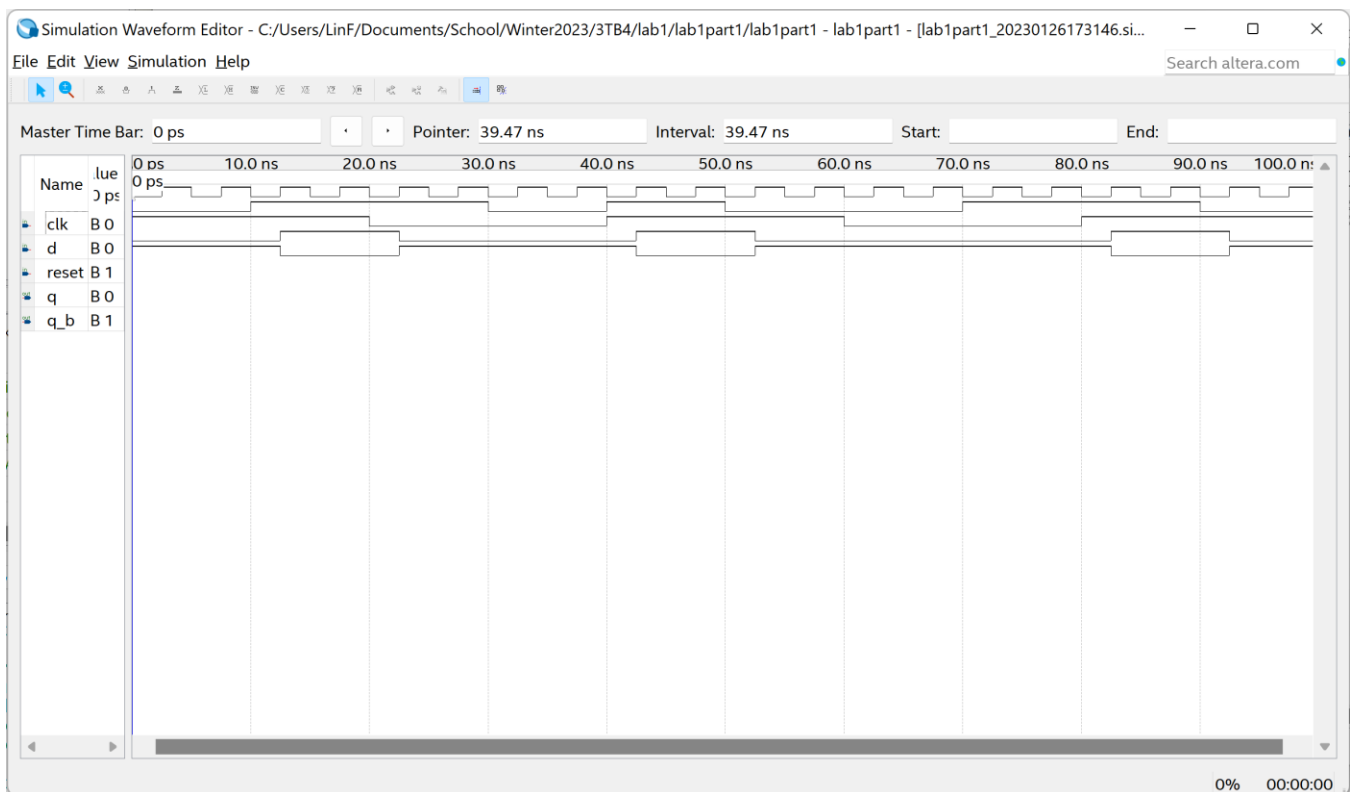 Simulation Waveform Editor - C:/Users/LinF/Documents/School/Winter2023/3TB4/lab1/lab1part1/lab1part1 - lab1part1 - [lab1part1_20230126173146.si...
File Edit View Simulation Help
Search altera.com
Master Time Bar: 0 ps
Pointer: 39.47 ns
Interval: 39.47 ns
Start:
End:
Name
0 ps 10.0 ns 20.0 ns 30.0 ns 40.0 ns 50.0 ns 60.0 ns 70.0 ns 80.0 ns 90.0 ns 100.0 n
0 ps
clk B 0
d B 0
reset B 1
q B 0
q_b B 1
0% 00:00:00